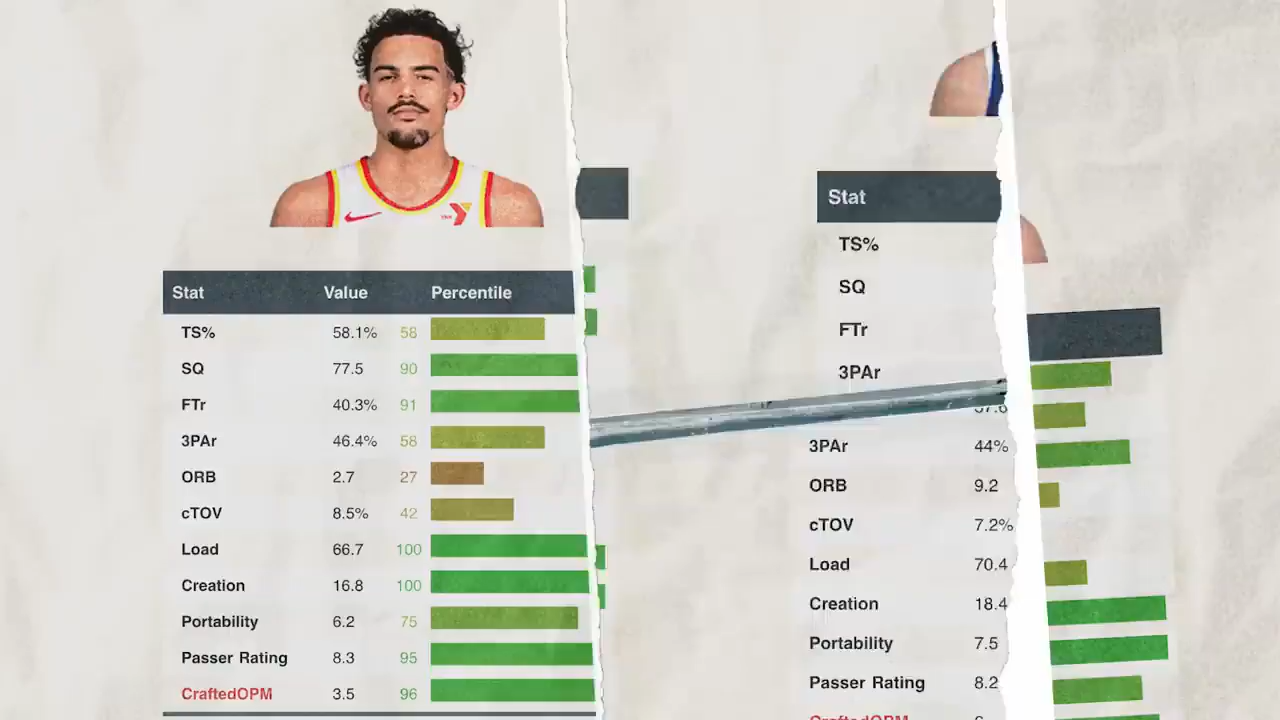 Stat Value Percentile
TS% 58.1% 58
SQ 77.5 90
FTr 40.3% 91
3PAr 46.4% 58
ORB 2.7 27
cTOV 8.5% 42
Load 66.7 100
Creation 16.8 100
Portability 6.2 75
Passer Rating 8.3 95
CraftedOPM 3.5 96
Stat
TS%
SQ
FTr
3PAr
3PAr 44%
ORB 9.2
cTOV 7.2%
Load 70.4
Creation 18.4
Portability 7.5
Passer Rating 8.2